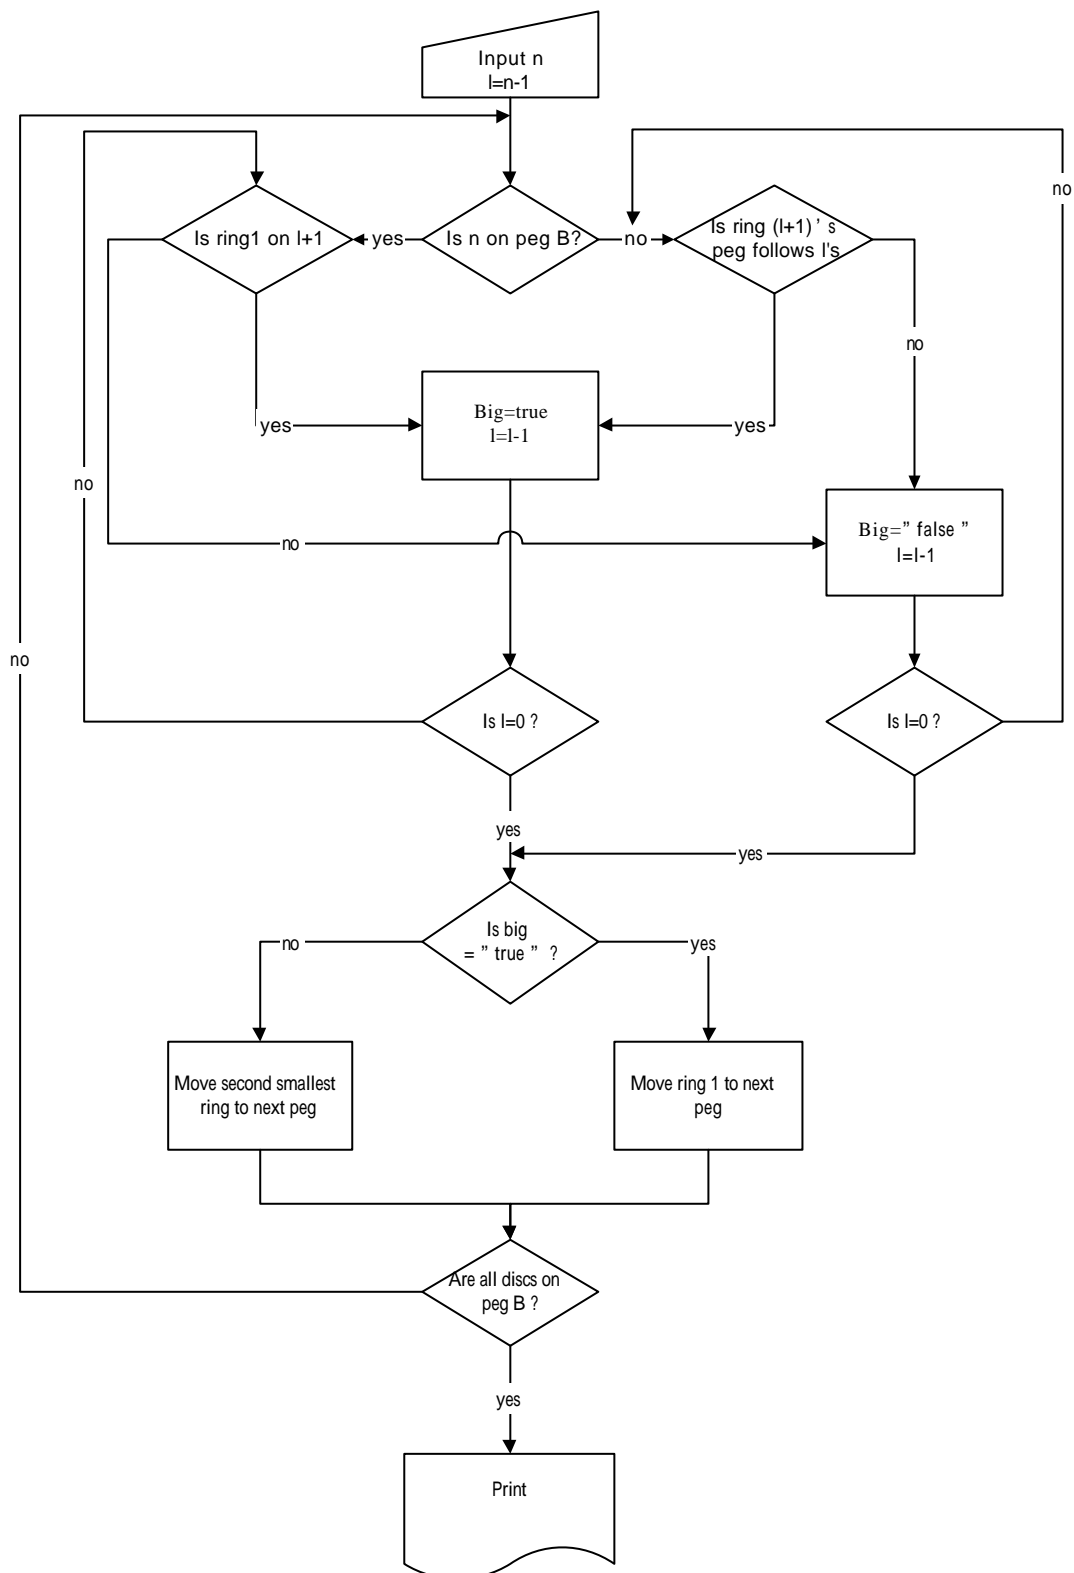 Input n
l=n-1
no
Is ring1 on l+1
yes
Is n on peg B?
no
Is ring (l+1) ’ s
peg follows l's
no
Big=true
l=l-1
yes
yes
no
Big=” false ”
l=l-1
no
no
Is l=0 ?
Is l=0 ?
yes
yes
Is big
= ” true ” ?
no
yes
Move second smallest
ring to next peg
Move ring 1 to next
peg
Are all discs on
peg B ?
yes
Print